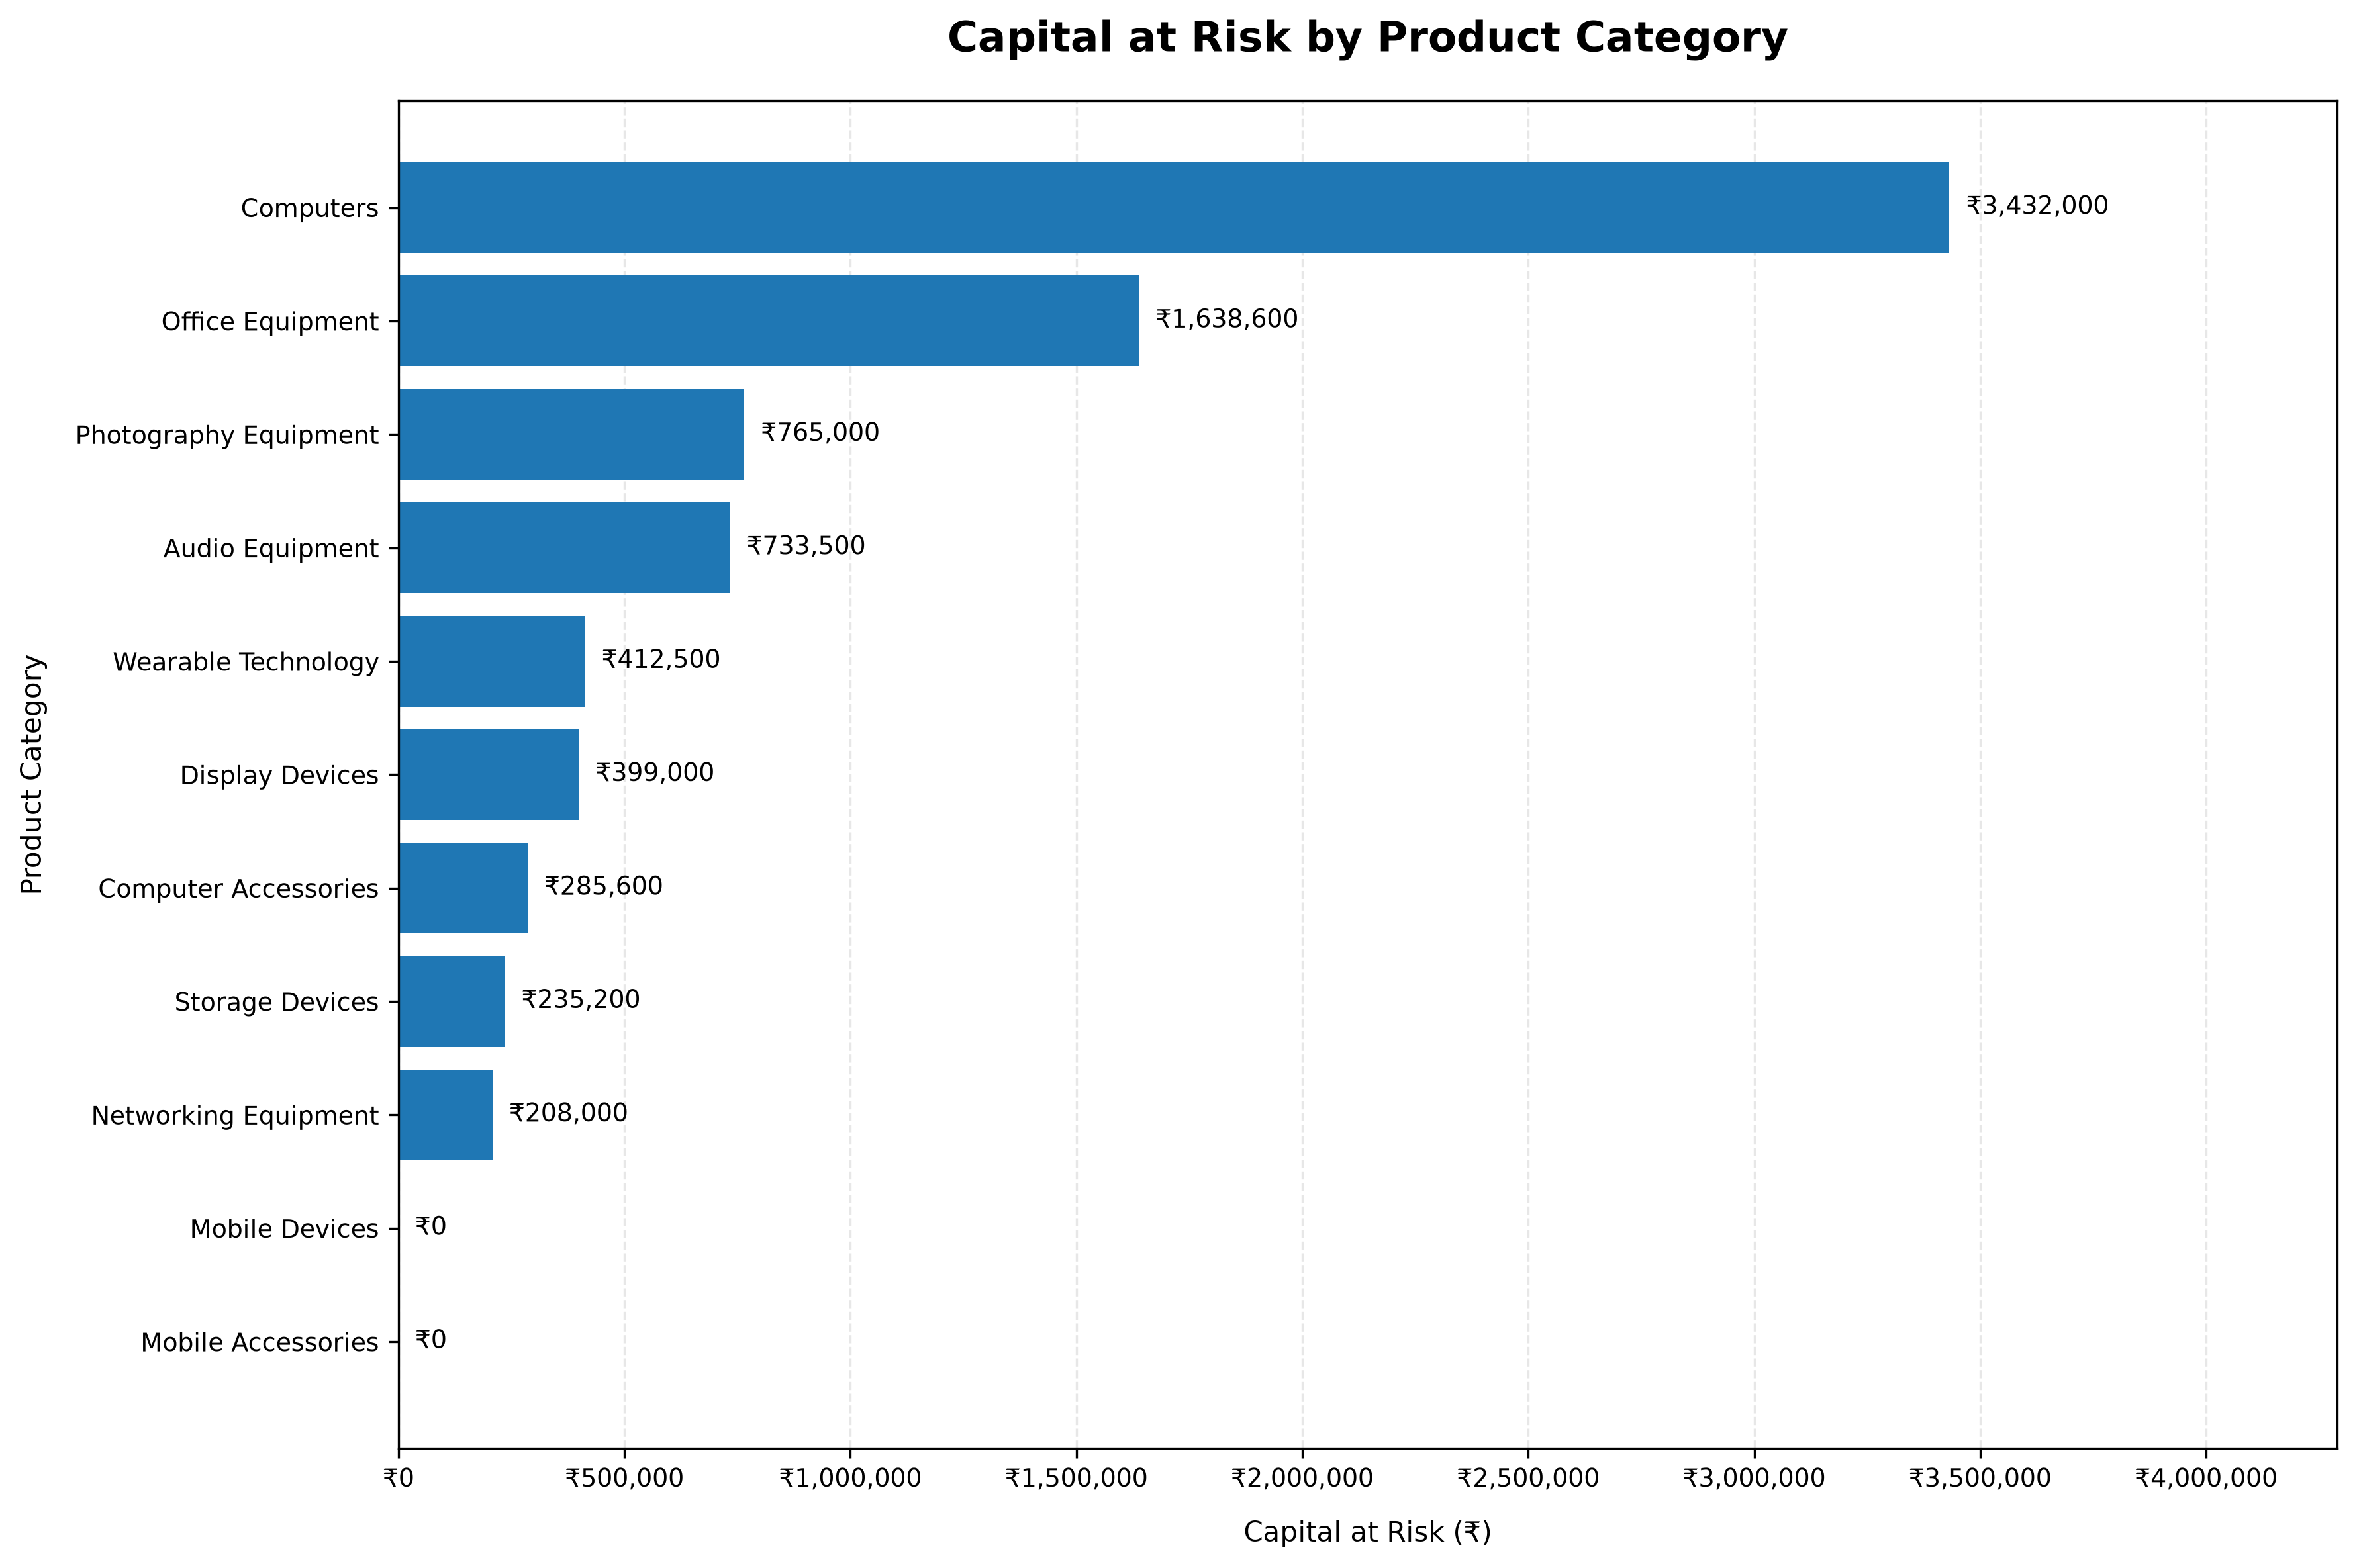 Capital at Risk by Product Category
Product Category
Computers ₹3,432,000
Office Equipment ₹1,638,600
Photography Equipment ₹765,000
Audio Equipment ₹733,500
Wearable Technology ₹412,500
Display Devices ₹399,000
Computer Accessories ₹285,600
Storage Devices ₹235,200
Networking Equipment ₹208,000
Mobile Devices ₹0
Mobile Accessories ₹0
₹0 ₹500,000 ₹1,000,000 ₹1,500,000 ₹2,000,000 ₹2,500,000 ₹3,000,000 ₹3,500,000 ₹4,000,000
Capital at Risk (₹)